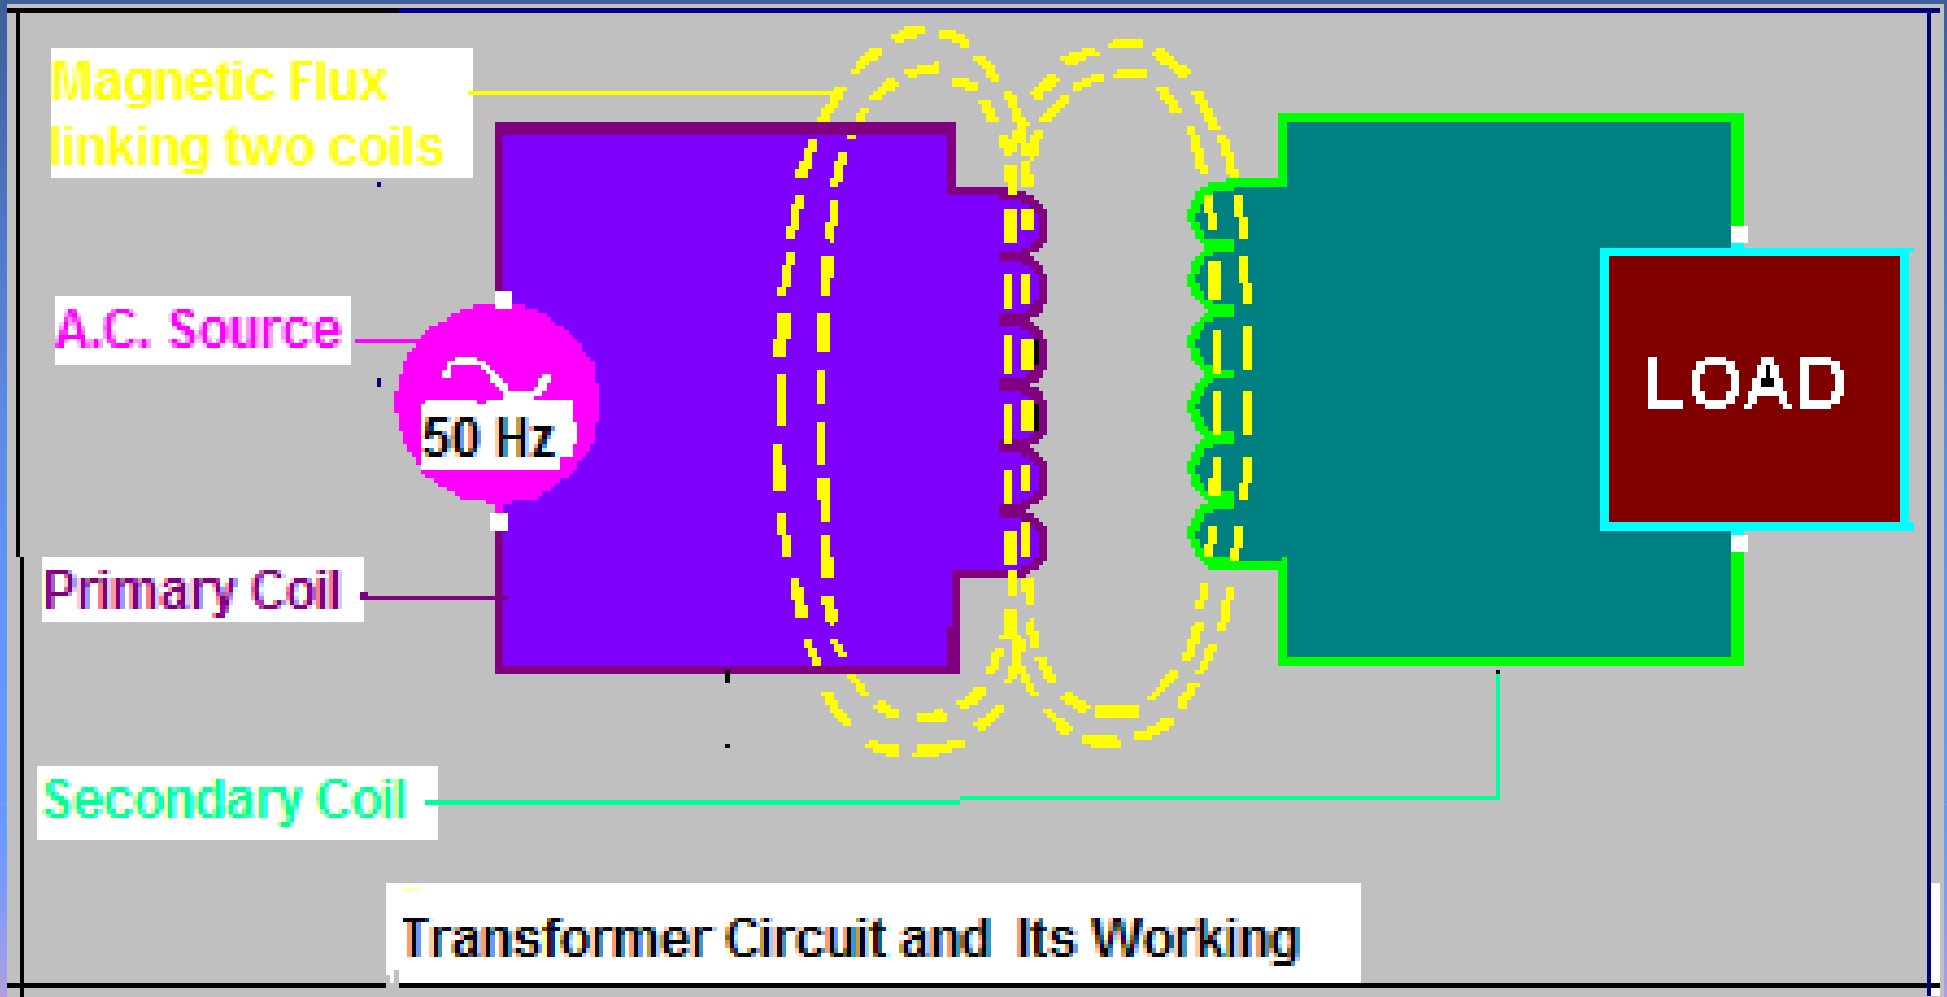 Magnetic Flux
linking two coils
A.C. Source
50 Hz
LOAD
Primary Coil
Secondary Coil
Transformer Circuit and Its Working